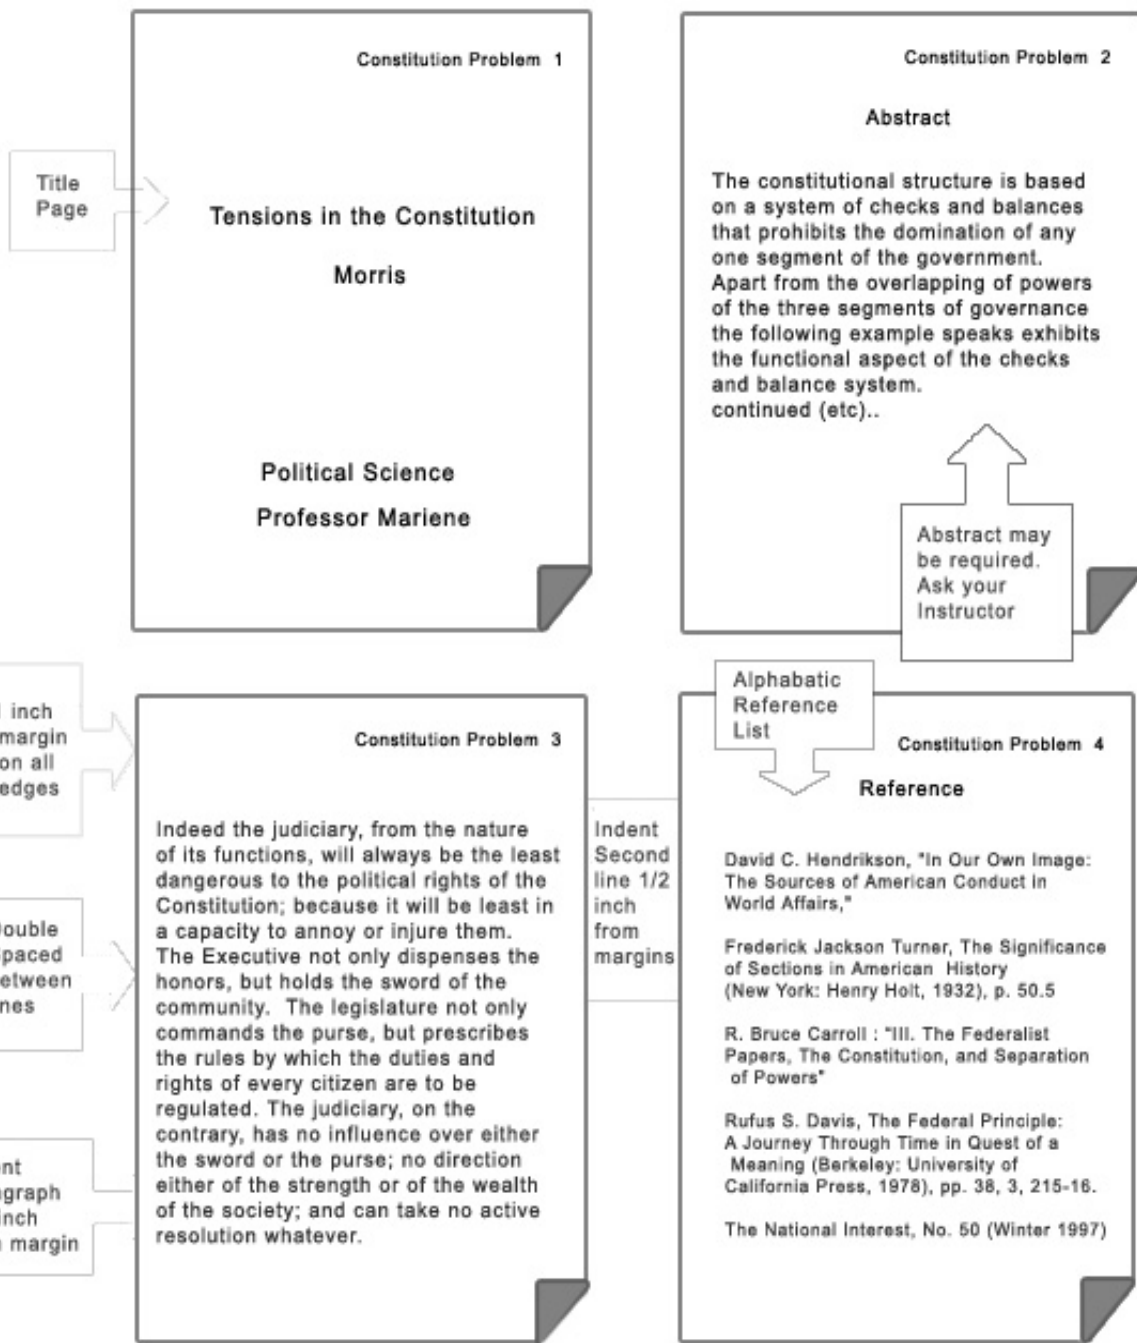 Constitution Problem 1
Title
Page
Tensions in the Constitution
Morris
Political Science
Professor Mariene
Constitution Problem 2
Abstract
The constitutional structure is based
on a system of checks and balances
that prohibits the domination of any
one segment of the government.
Apart from the overlapping of powers
of the three segments of governance
the following example speaks exhibits
the functional aspect of the checks
and balance system.
continued (etc)..
Abstract may
be required.
Ask your
Instructor
inch
margin
on all
edges
Double
Spaced
between
nes
ent
agraph
inch
margin
Constitution Problem 3
Indeed the judiciary, from the nature
of its functions, will always be the least
dangerous to the political rights of the
Constitution; because it will be least in
a capacity to annoy or injure them.
The Executive not only dispenses the
honors, but holds the sword of the
community. The legislature not only
commands the purse, but prescribes
the rules by which the duties and
rights of every citizen are to be
regulated. The judiciary, on the
contrary, has no influence over either
the sword or the purse; no direction
either of the strength or of the wealth
of the society; and can take no active
resolution whatever.
Indent
Second
line 1/2
inch
from
margins
Alphabatic
Reference
List
Constitution Problem 4
Reference
David C. Hendrikson, "In Our Own Image:
The Sources of American Conduct in
World Affairs,"
Frederick Jackson Turner, The Significance
of Sections in American History
(New York: Henry Holt, 1932), p. 50.5
R. Bruce Carroll : "III. The Federalist
Papers, The Constitution, and Separation
of Powers"
Rufus S. Davis, The Federal Principle:
A Journey Through Time in Quest of a
Meaning (Berkeley: University of
California Press, 1978), pp. 38, 3, 215-16.
The National Interest, No. 50 (Winter 1997)